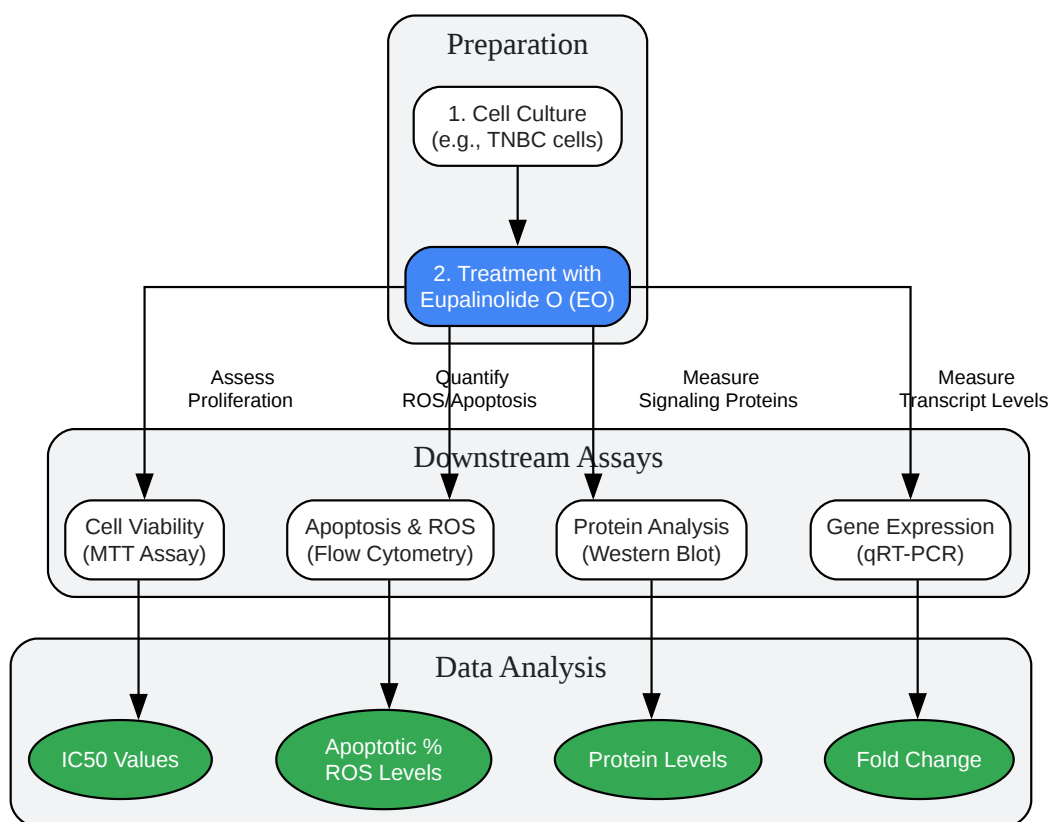 Preparation
1. Cell Culture
(e.g., TNBC cells)
2. Treatment with
Eupalinolide O (EO)
Assess
Proliferation
Quantify
ROS/Apoptosis
Measure
Signaling Proteins
Measure
Transcript Levels
Downstream Assays
Cell Viability
(MTT Assay)
Apoptosis & ROS
(Flow Cytometry)
Protein Analysis
(Western Blot)
Gene Expression
(qRT-PCR)
Data Analysis
IC50 Values
Apoptotic %
ROS Levels
Protein Levels
Fold Change